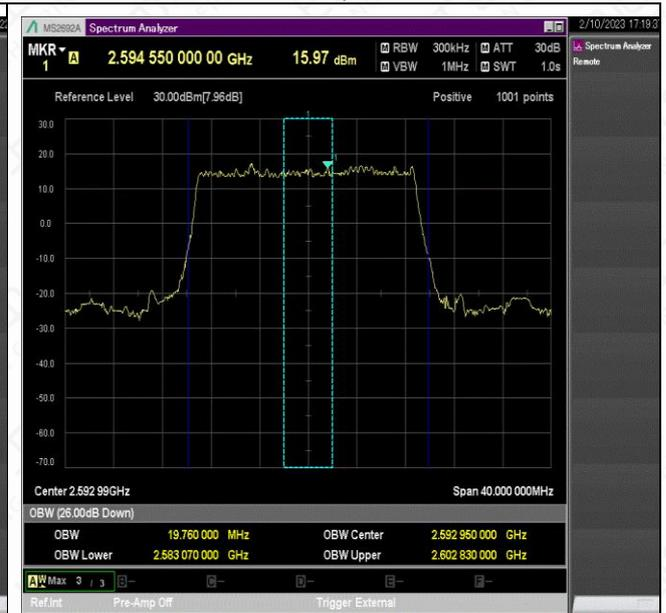 MS2692A Spectrum Analyzer 2/10/2023 17:19:3
MKR 1 A 2.594 550 000 00 GHz 15.97 dBm M RBW 300kHz M ATT 30dB
M VBW 1MHz M SWT 1.0s
Spectrum Analyzer
Remote
Reference Level 30.00dBm[7.96dB] Positive 1001 points
1
30.0
20.0
1
10.0
0.0
-10.0
-20.0
-30.0
-40.0
-50.0
-60.0
-70.0
Center 2.592 99GHz Span 40.000 000MHz
OBW (26.00dB Down)
OBW 19.760 000 MHz OBW Center 2.592 950 000 GHz
OBW Lower 2.583 070 000 GHz OBW Upper 2.602 830 000 GHz
A W Max 3 / 3 B- C- D- E- F-
Ref.Int Pre-Amp Off Trigger External